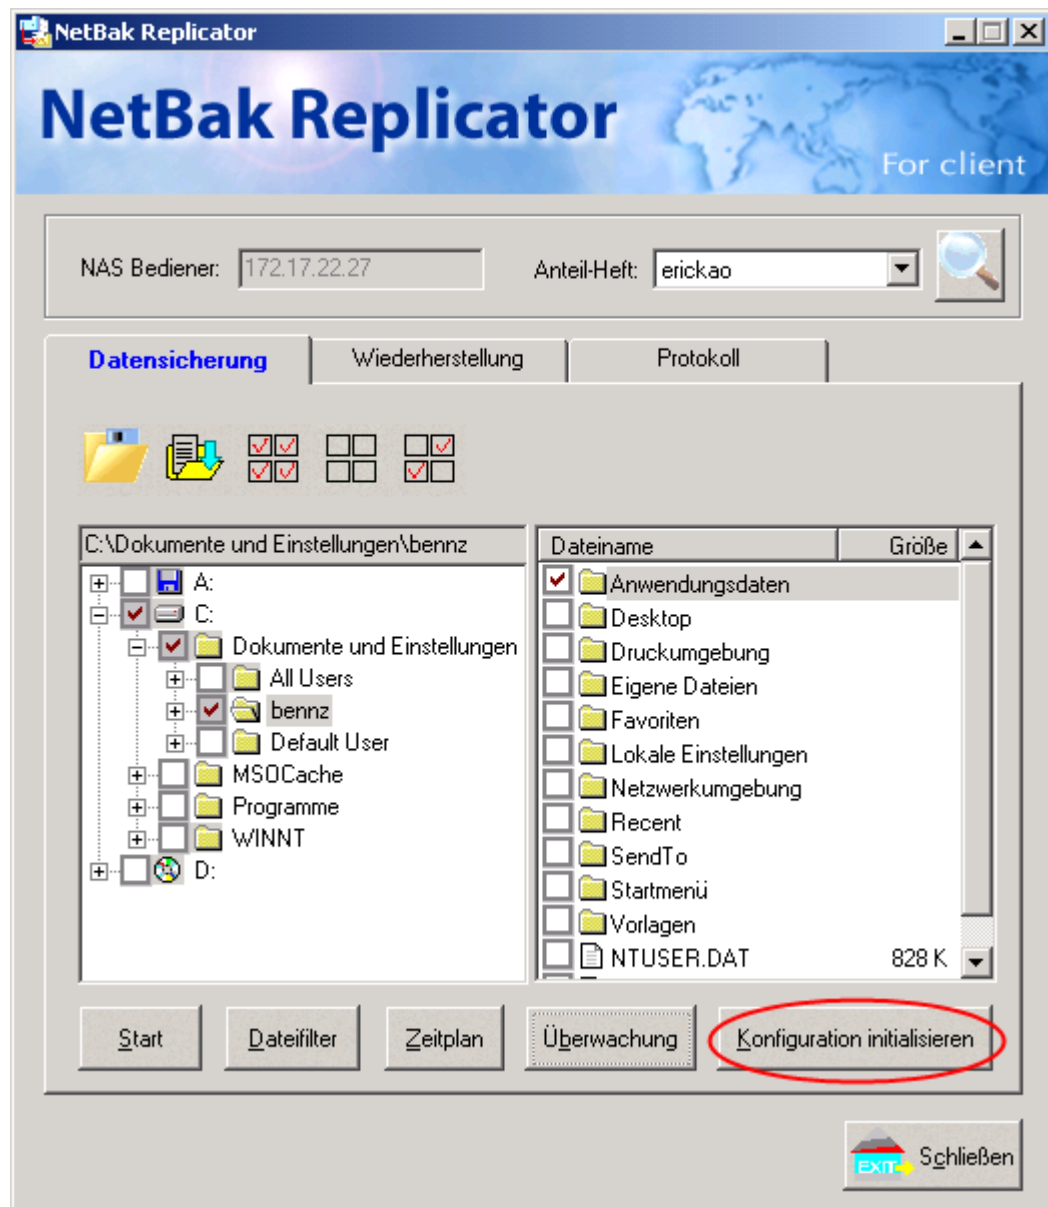 NetBak Replicator
NetBak Replicator
For client
NAS Bediener: 172.17.22.27 Anteil-Heft: erickao
Datensicherung Wiederherstellung Protokoll
C:\Dokumente und Einstellungen\bennz
A:
C:
Dokumente und Einstellungen
All Users
bennz
Default User
MSOCache
Programme
WINNT
D:
Dateiname Größe
Anwendungsdaten
Desktop
Druckumgebung
Eigene Dateien
Favoriten
Lokale Einstellungen
Netzwerkumgebung
Recent
SendTo
Startmenü
Vorlagen
NTUSER.DAT 828 K
Start Dateifilter Zeitplan Überwachung Konfiguration initialisieren
EXIT Schließen